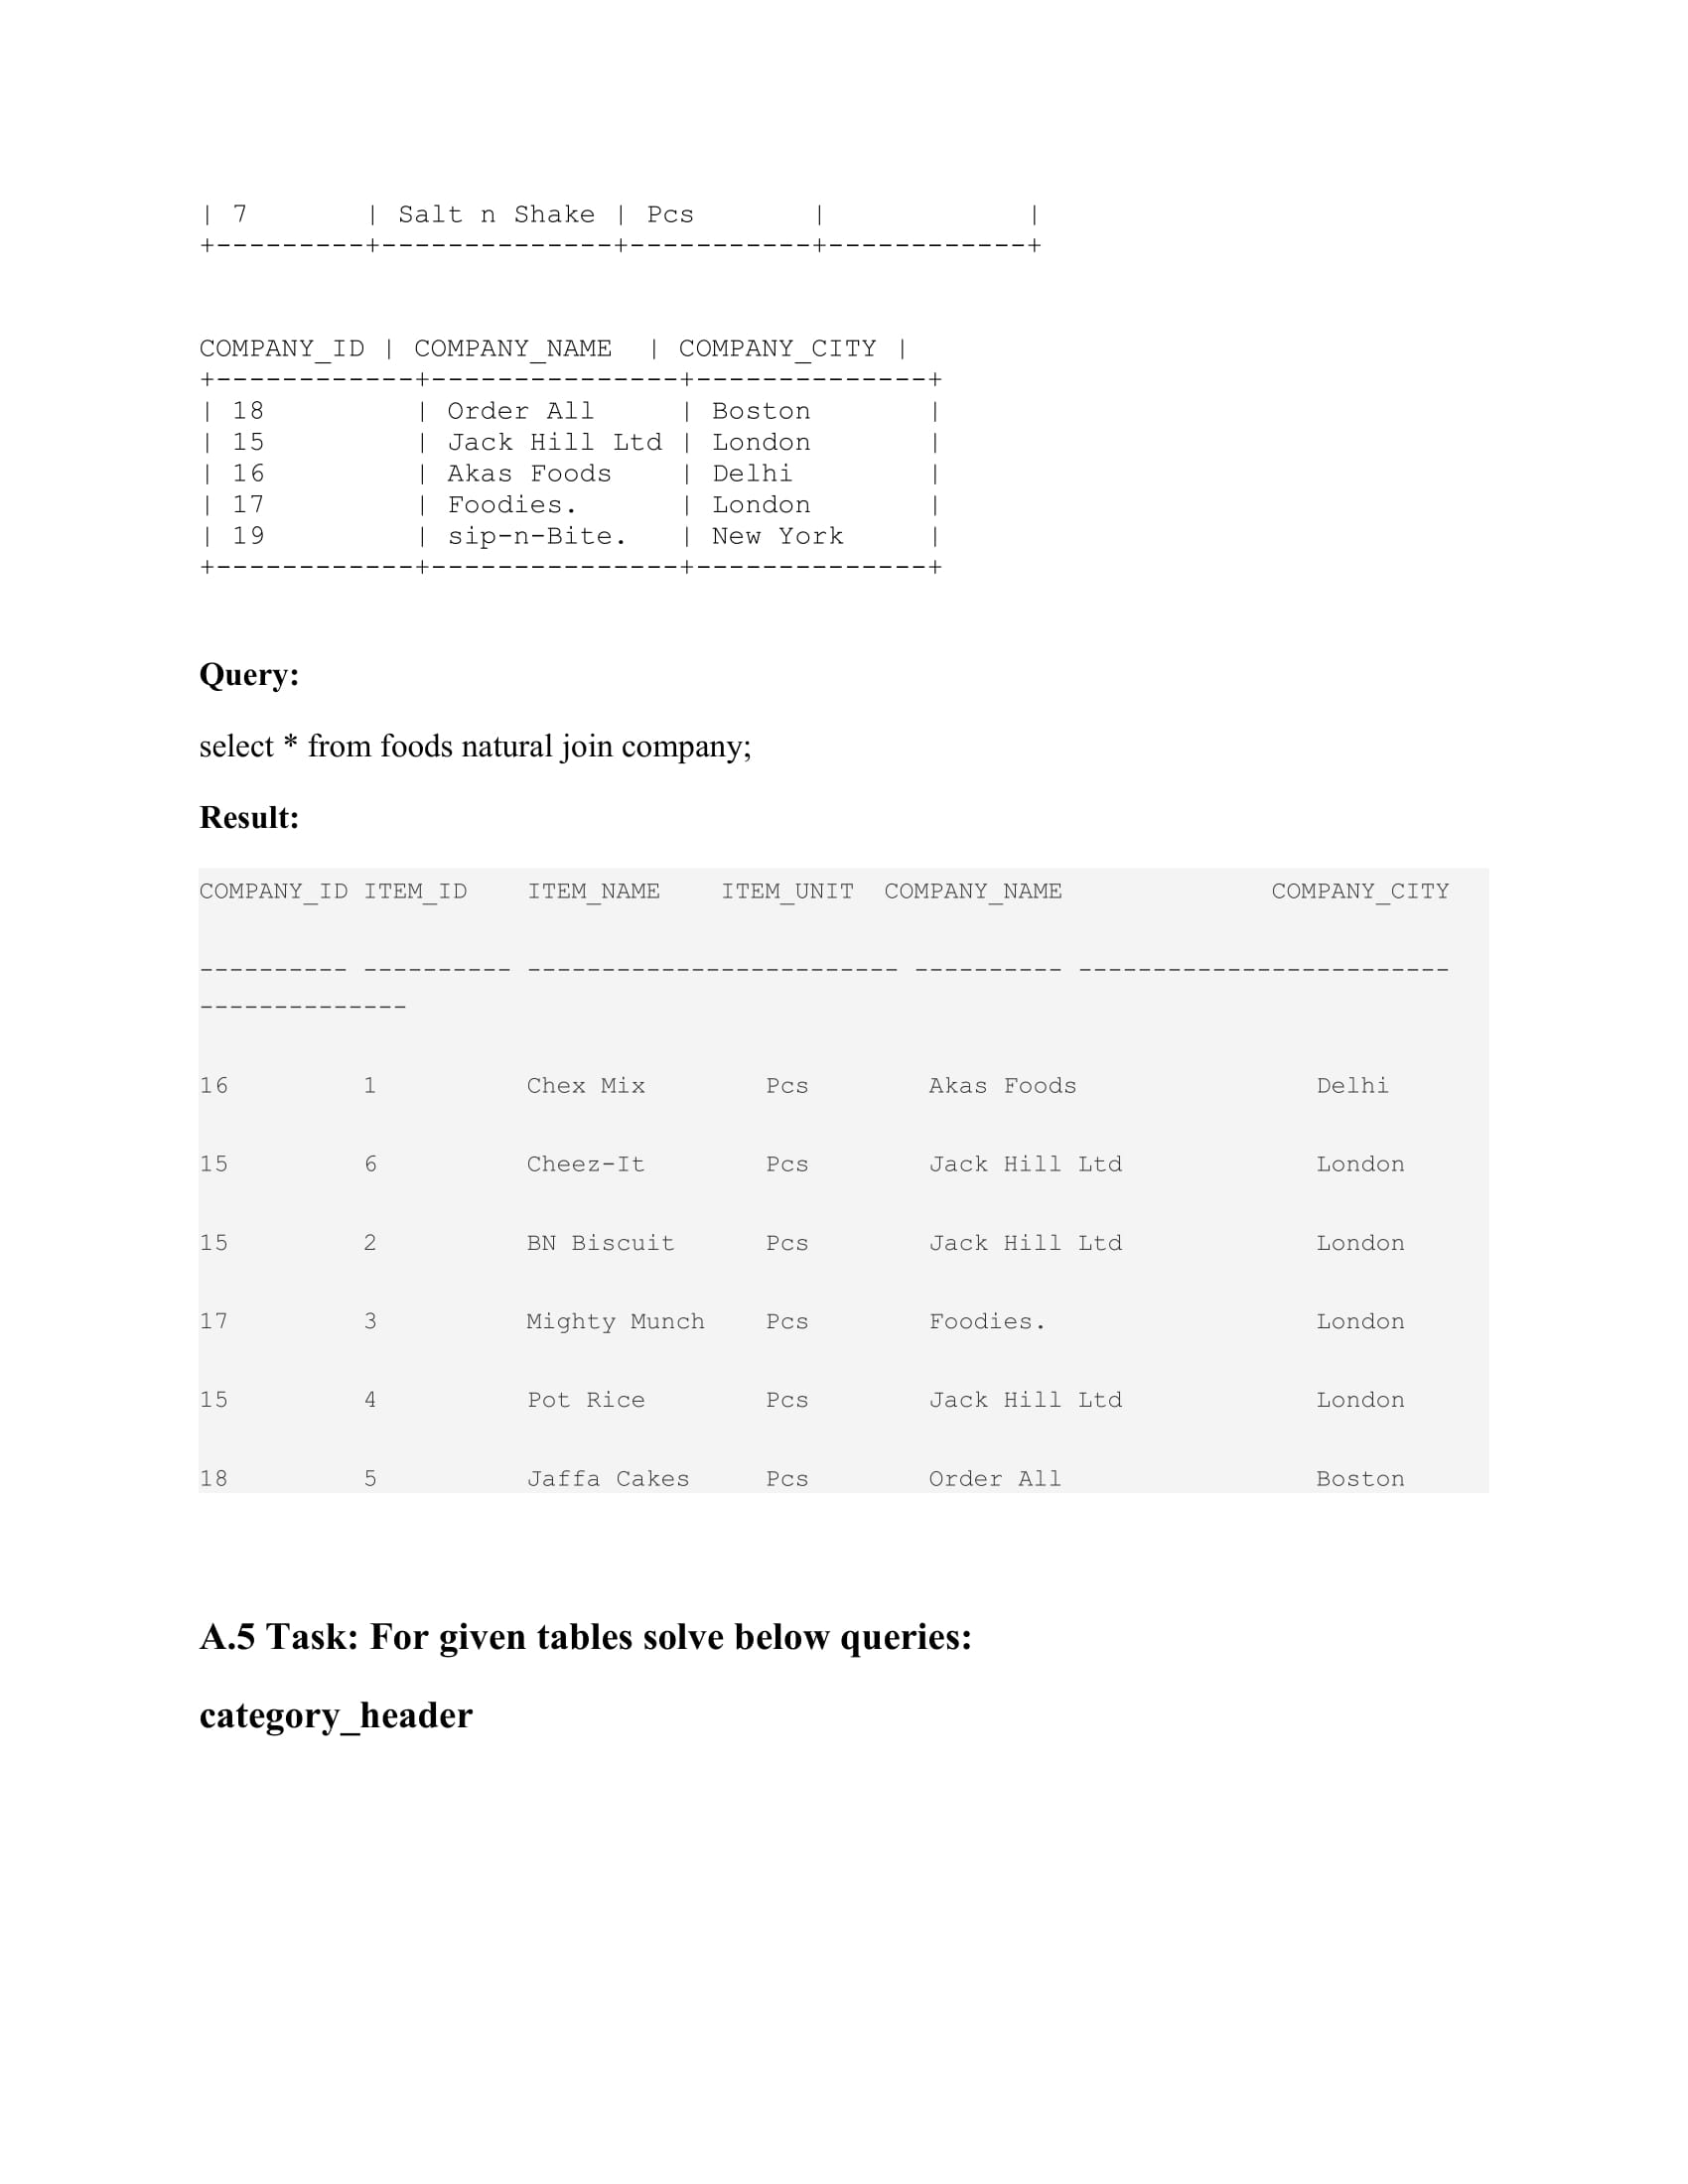 | 7       | Salt n Shake | Pcs       |            |
+---------+--------------+-----------+------------+
COMPANY_ID | COMPANY_NAME  | COMPANY_CITY |
+------------+---------------+--------------+
| 18         | Order All     | Boston       |
| 15         | Jack Hill Ltd | London       |
| 16         | Akas Foods    | Delhi        |
| 17         | Foodies.      | London       |
| 19         | sip-n-Bite.   | New York     |
+------------+---------------+--------------+
Query:
select * from foods natural join company;
Result:
COMPANY_ID ITEM_ID    ITEM_NAME    ITEM_UNIT  COMPANY_NAME              COMPANY_CITY
---------- ---------- ------------------------- ---------- -------------------------
--------------
16         1          Chex Mix        Pcs        Akas Foods                Delhi
15         6          Cheez-It        Pcs        Jack Hill Ltd             London
15         2          BN Biscuit      Pcs        Jack Hill Ltd             London
17         3          Mighty Munch    Pcs        Foodies.                  London
15         4          Pot Rice        Pcs        Jack Hill Ltd             London
18         5          Jaffa Cakes     Pcs        Order All                 Boston
A.5 Task: For given tables solve below queries:
category_header